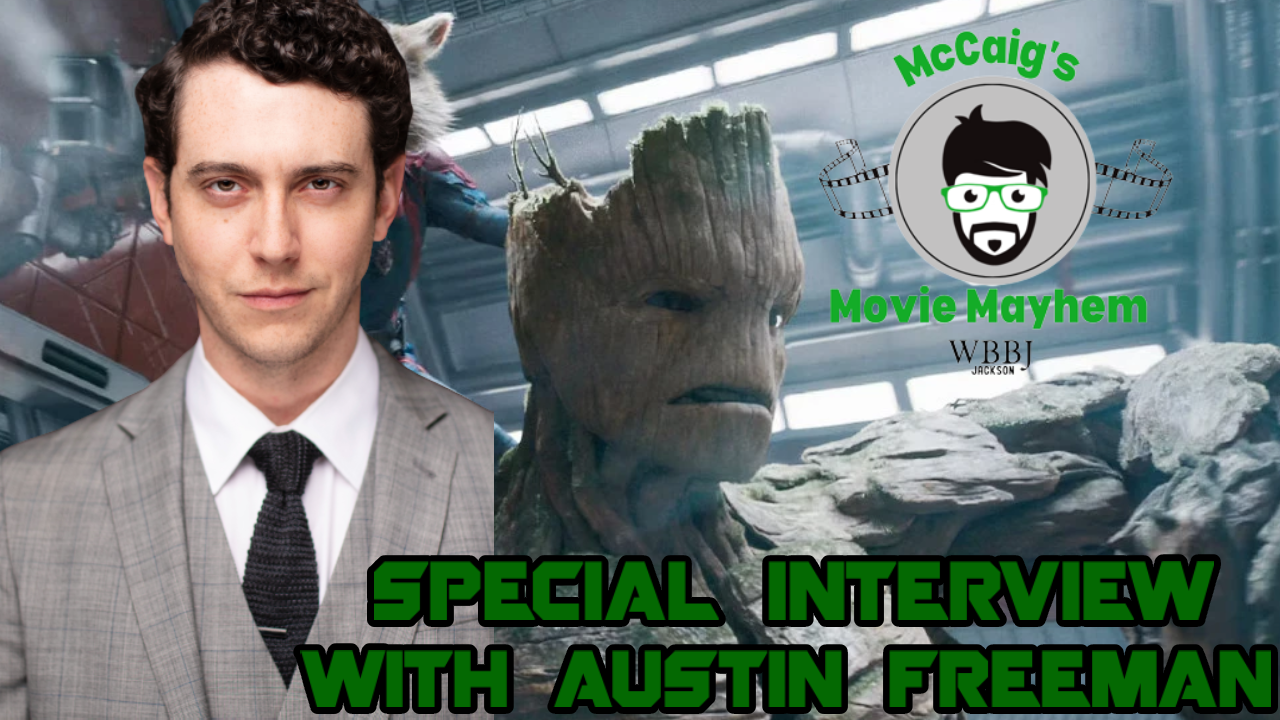 McCaig's
Movie Mayhem
WBBJ
JACKSON
SPECIAL INTERVIEW
WITH AUSTIN FREEMAN